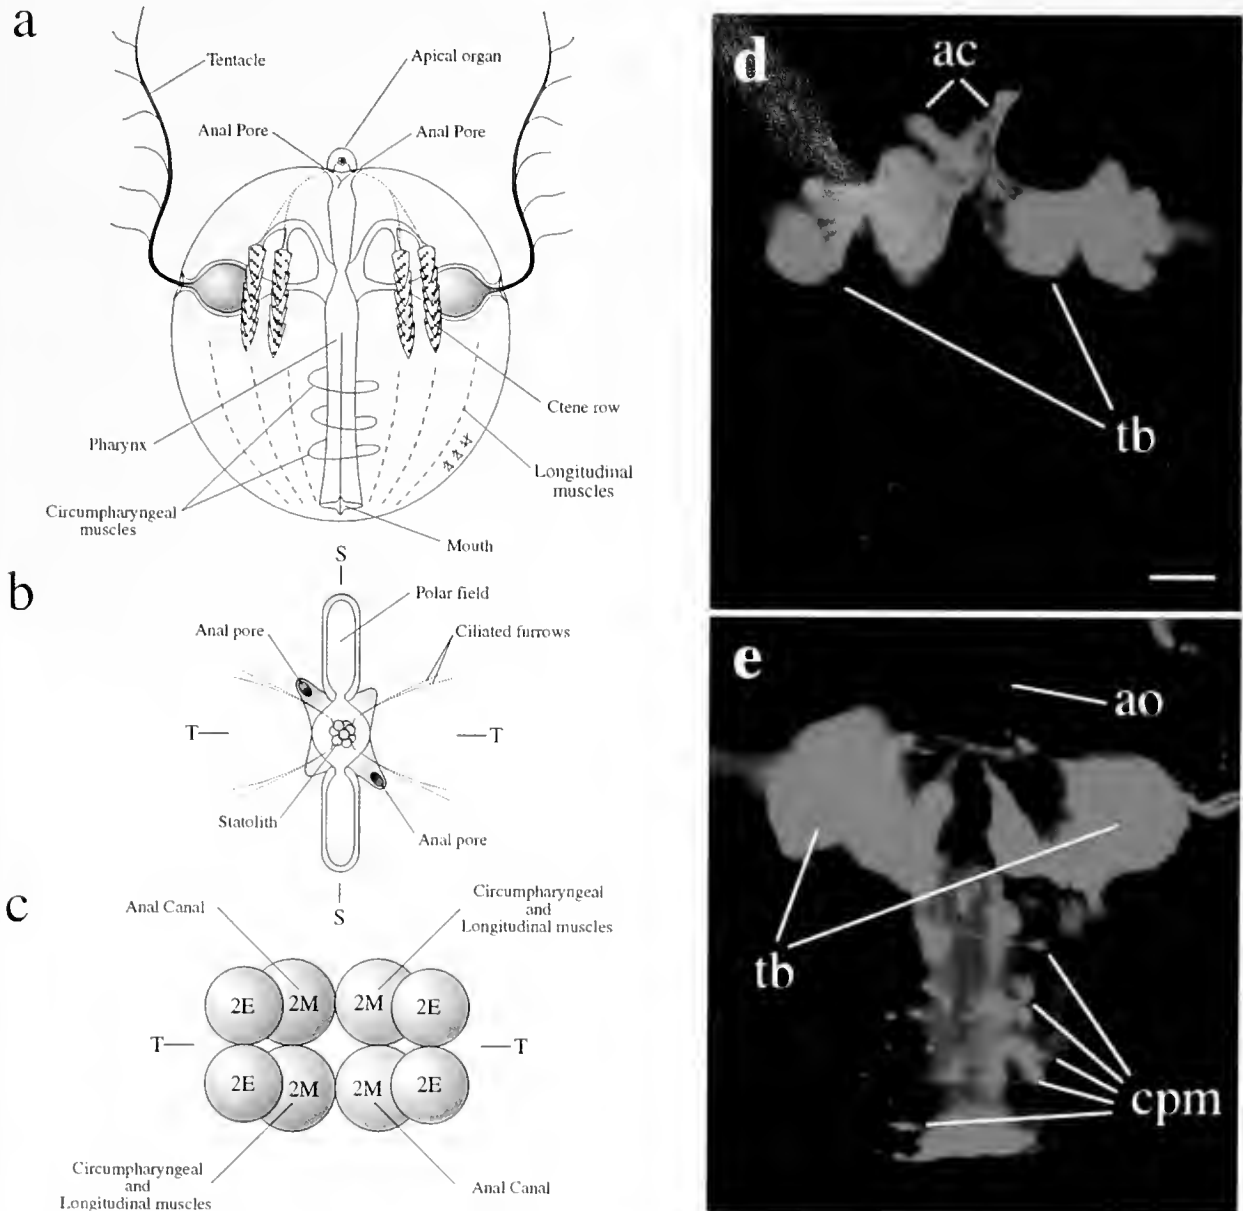 a
Tentacle
Apical organ
Anal Pore
Anal Pore
Ctene row
Pharynx
Longitudinal
muscles
Circumpharyngeal
muscles
Mouth
b
S
Polar field
Anal pore
Ciliated furrows
T
T
Statolith
Anal pore
S
c
Anal Canal
Circumpharyngeal
and
Longitudinal muscles
2E
2M
2M
2E
T
T
2E
2M
2M
2E
Circumpharyngeal
and
Longitudinal muscles
Anal Canal
d
ac
tb
e
ao
tb
cpm